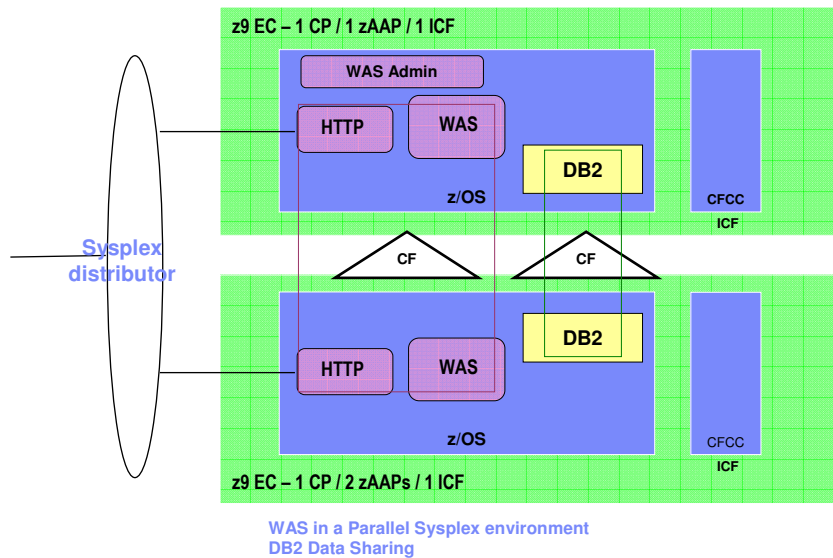 z9 EC – 1 CP / 1 zAAP / 1 ICF
WAS Admin
HTTP
WAS
DB2
z/OS
CFCC
ICF
Sysplex
distributor
CF
CF
DB2
HTTP
WAS
z/OS
CFCC
ICF
z9 EC – 1 CP / 2 zAAPs / 1 ICF
WAS in a Parallel Sysplex environment
DB2 Data Sharing